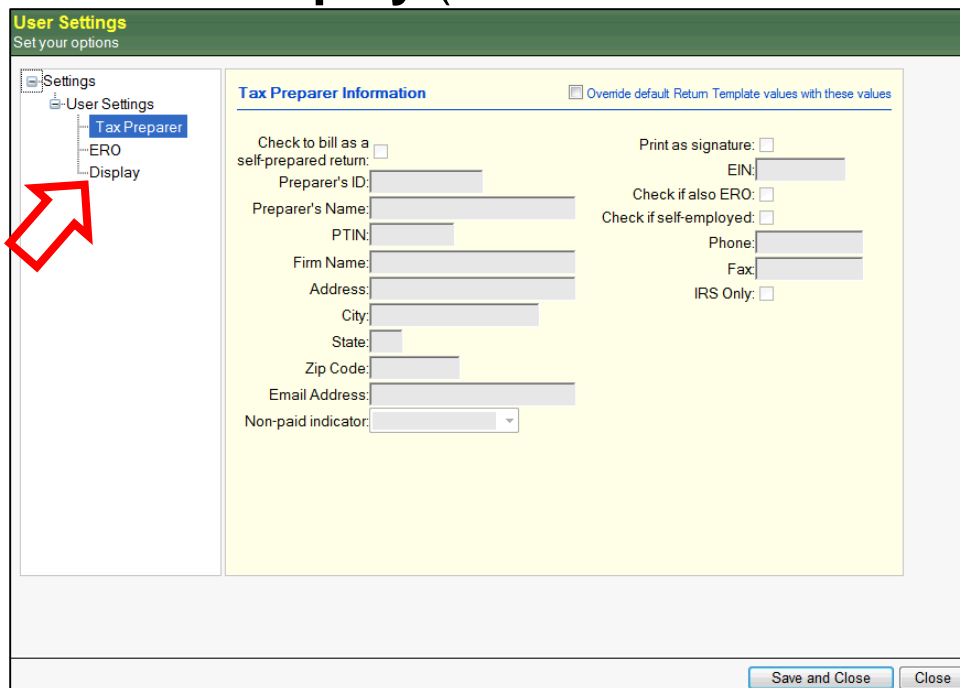 User Settings
Set your options
Settings
User Settings
Tax Preparer
ERO
Display
Tax Preparer Information
Override default Return Template values with these values
Check to bill as a
self-prepared return:
Preparer's ID:
Preparer's Name:
PTIN:
Firm Name:
Address:
City:
State:
Zip Code:
Email Address:
Non-paid indicator:
Print as signature:
EIN:
Check if also ERO:
Check if self-employed:
Phone:
Fax:
IRS Only:
Save and Close
Close